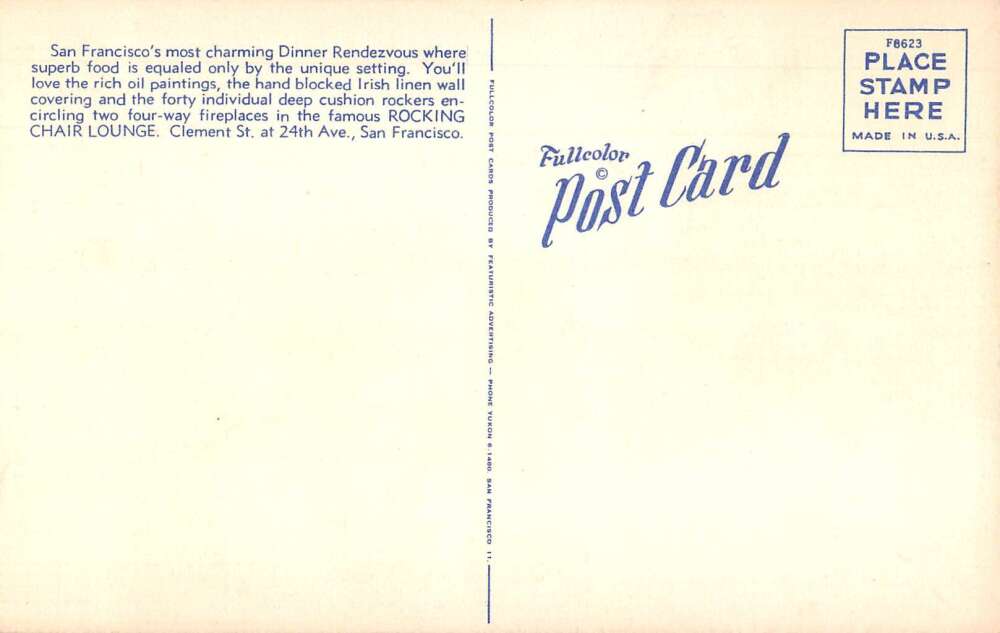 San Francisco's most charming Dinner Rendezvous where
superb food is equaled only by the unique setting. You'll
love the rich oil paintings, the hand blocked Irish linen wall
covering and the forty individual deep cushion rockers en-
circling two four-way fireplaces in the famous ROCKING
CHAIR LOUNGE. Clement St. at 24th Ave., San Francisco.
FULLCOLOR POST CARDS PRODUCED BY FEATURISTIC ADVERTISING — PHONE YUKON 6-1480, SAN FRANCISCO 11.
Fullcolor
©
Post Card
F8623
PLACE
STAMP
HERE
MADE IN U.S.A.